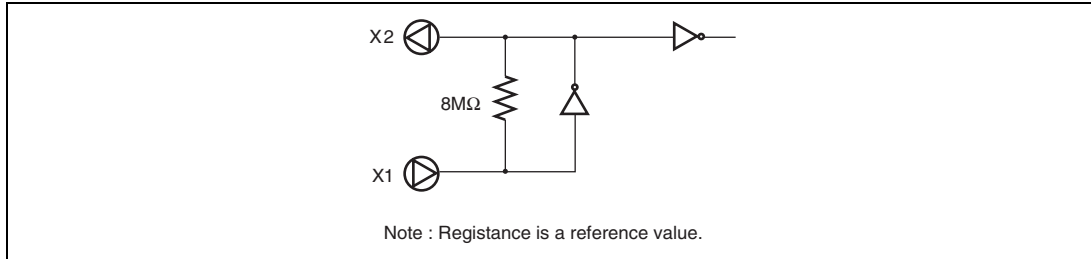 X2
8MΩ
X1
Note : Registance is a reference value.